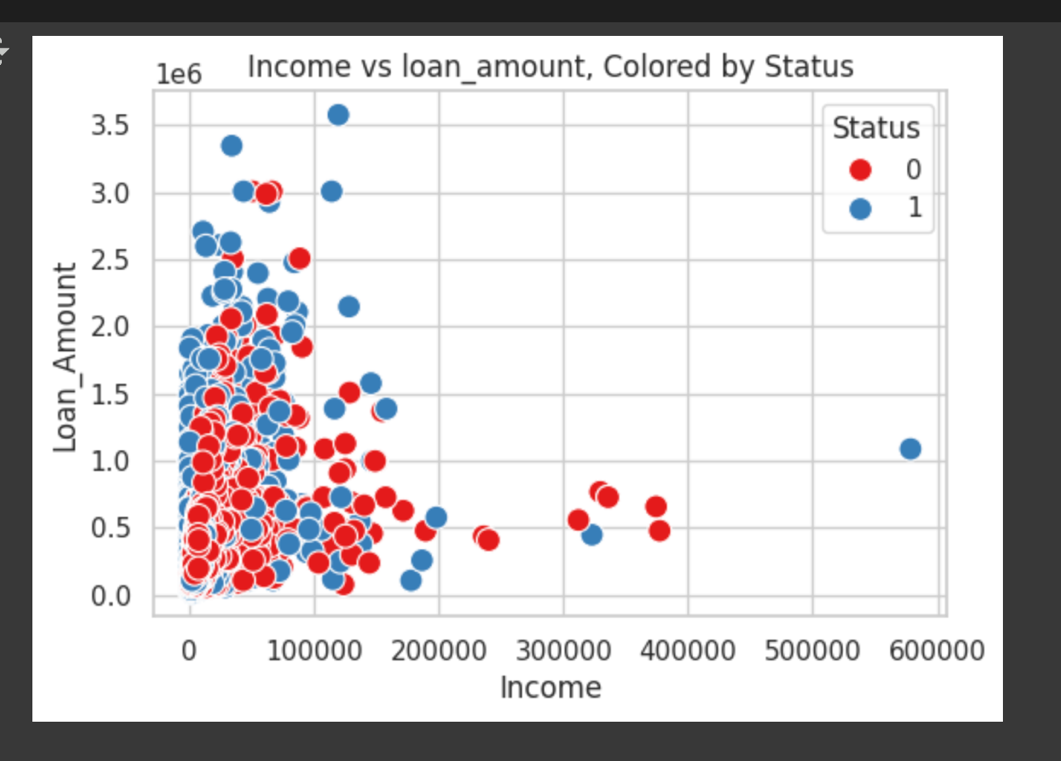 1e6
Income vs loan_amount, Colored by Status
Status
0
1
3.5
3.0
2.5
2.0
1.5
1.0
0.5
0.0
Loan_Amount
0 100000 200000 300000 400000 500000 600000
Income